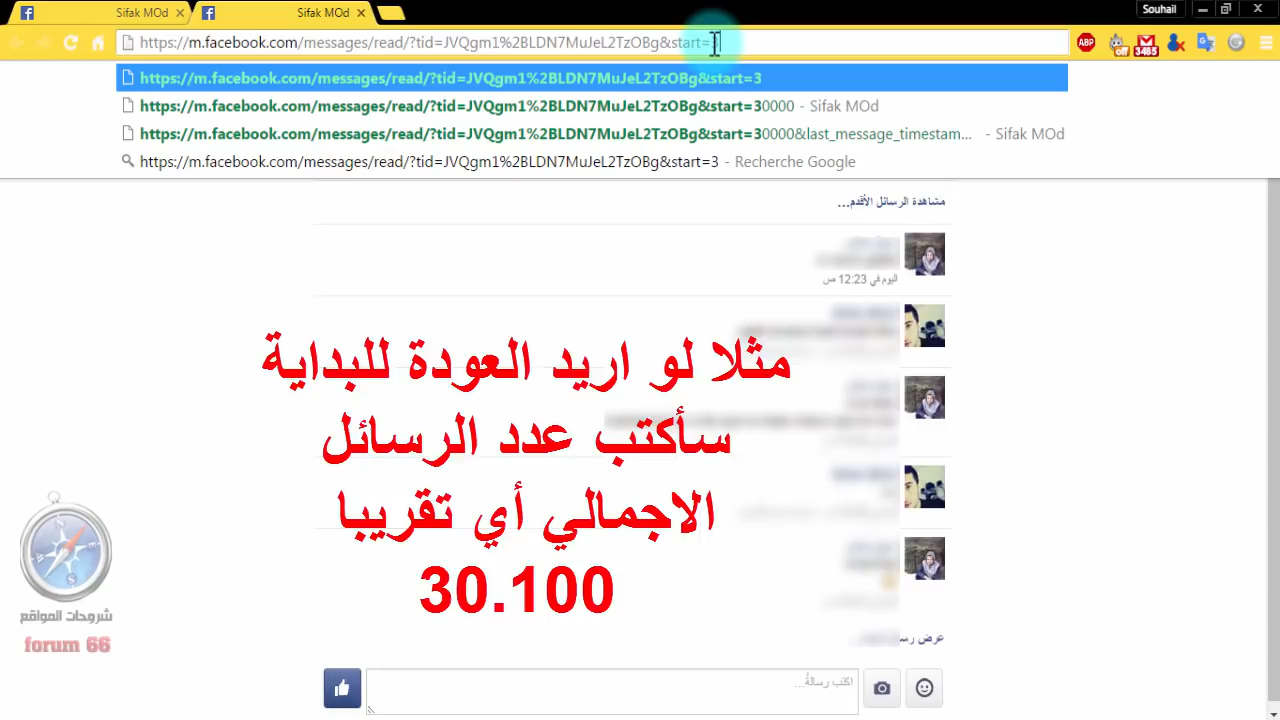 Sifak MOd
Sifak MOd
Souhail
https://m.facebook.com/messages/read/?tid=JVQgm1%2BLDN7MuJeL2TzOBg&start=3
ABP
off
3485
https://m.facebook.com/messages/read/?tid=JVQgm1%2BLDN7MuJeL2TzOBg&start=3
https://m.facebook.com/messages/read/?tid=JVQgm1%2BLDN7MuJeL2TzOBg&start=30000 - Sifak MOd
https://m.facebook.com/messages/read/?tid=JVQgm1%2BLDN7MuJeL2TzOBg&start=30000&last_message_timestam... - Sifak MOd
https://m.facebook.com/messages/read/?tid=JVQgm1%2BLDN7MuJeL2TzOBg&start=3 - Recherche Google
مشاهدة الرسائل الأقدم...
اليوم في 12:23 ص
مثلا لو اريد العودة للبداية
سأكتب عدد الرسائل
الاجمالي أي تقريبا
30.100
شروحات المواقع
forum 66
عرض
اكتب رسالةً...